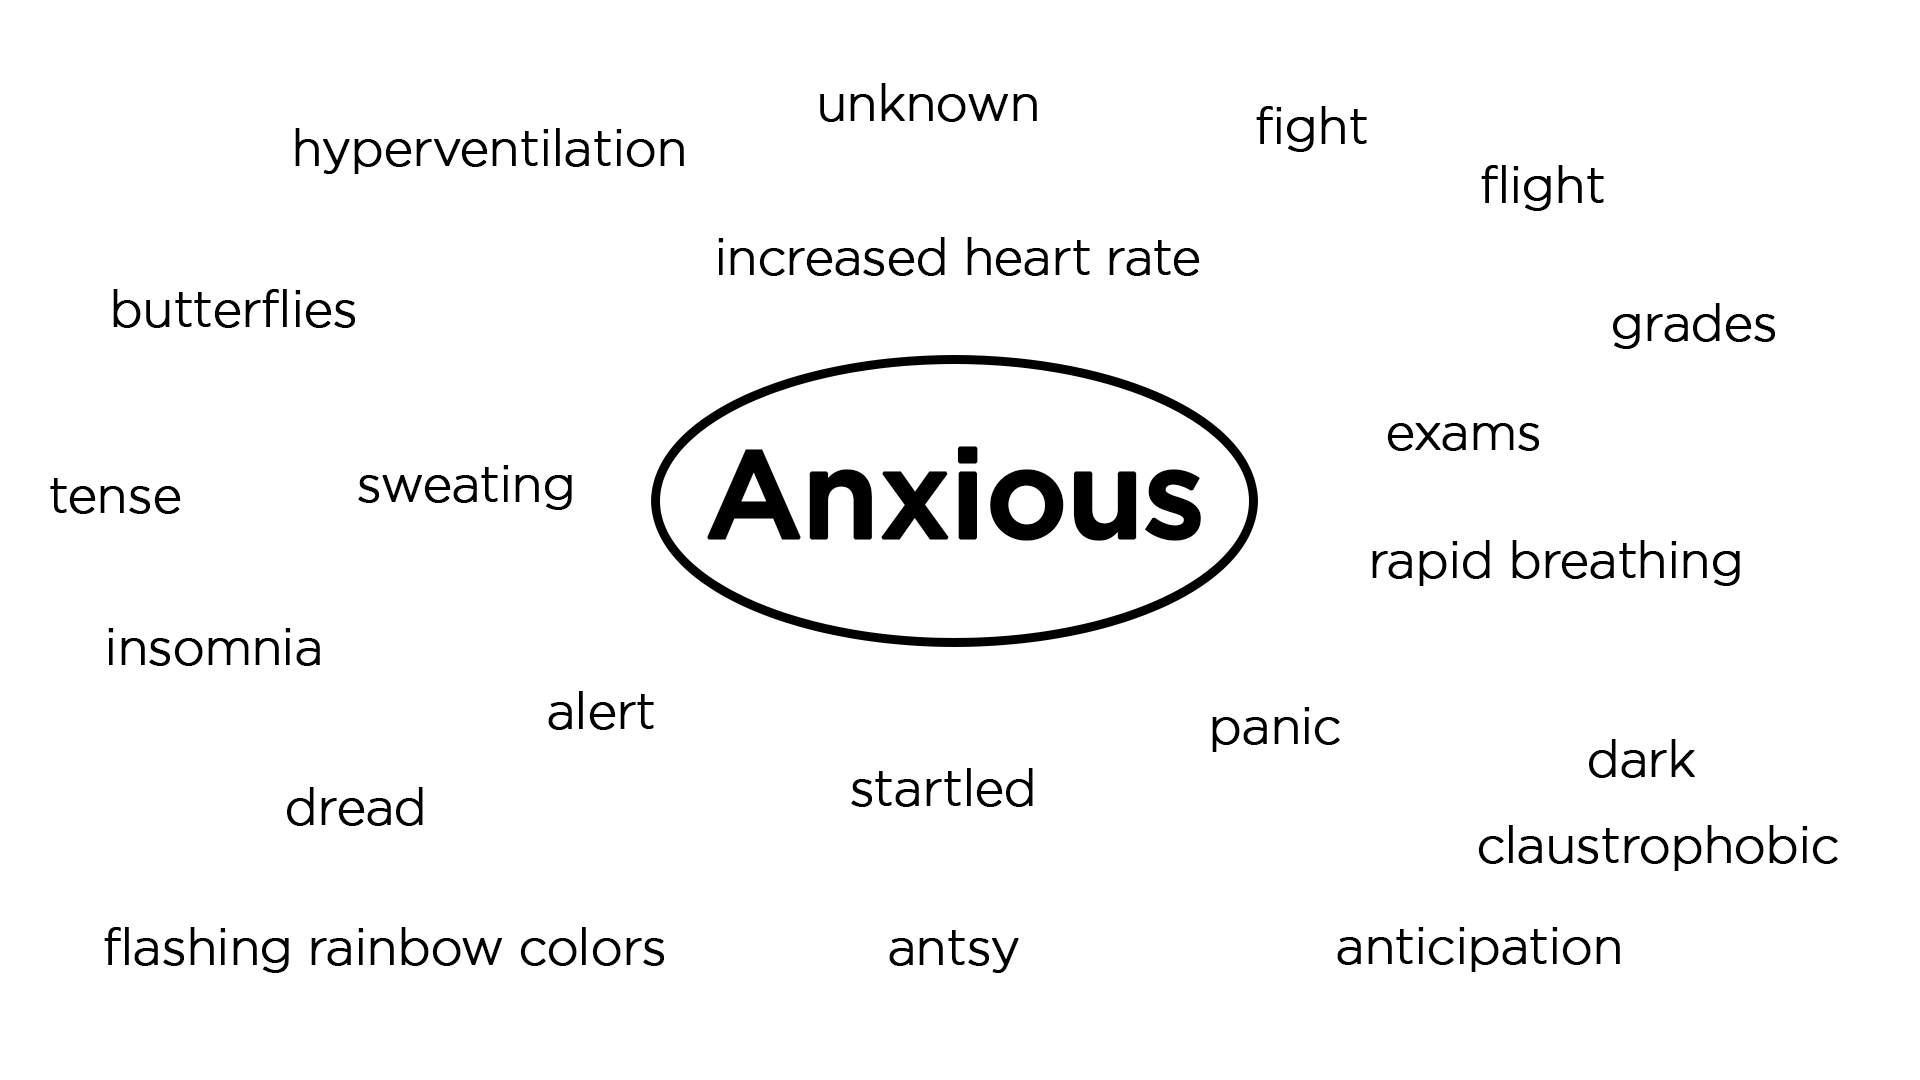 unknown
fight
hyperventilation
flight
increased heart rate
butterflies
grades
exams
Anxious
tense
sweating
rapid breathing
insomnia
alert
panic
dark
startled
dread
claustrophobic
flashing rainbow colors
antsy
anticipation